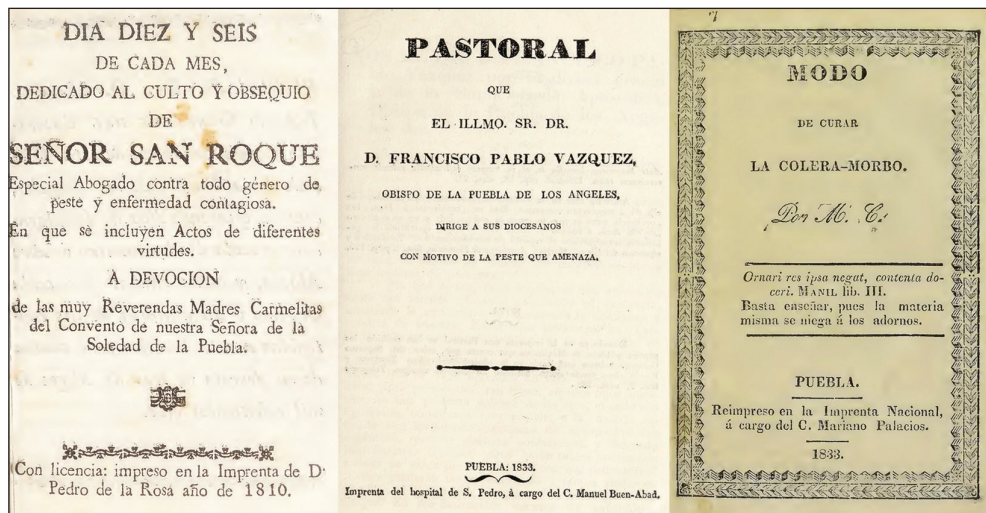 DIA DIEZ Y SEIS
DE CADA MES,
DEDICADO AL CULTO Y OBSEQUIO
DE
SEÑOR SAN ROQUE
Especial Abogado contra todo género de
peste y enfermedad contagiosa.
En que se incluyen Actos de diferentes
virtudes.
A DEVOCION
de las muy Reverendas Madres Carmelitas
del Convento de nuestra Señora de la
Soledad de la Puebla.
Con licencia: impreso en la Imprenta de D.
Pedro de la Rosa año de 1810.
PASTORAL
QUE
EL ILLMO. SR. DR.
D. FRANCISCO PABLO VAZQUEZ,
OBISPO DE LA PUEBLA DE LOS ANGELES,
DIRIGE A SUS DIOCESANOS
CON MOTIVO DE LA PESTE QUE AMENAZA.
PUEBLA: 1833.
Imprenta del hospital de S. Pedro, à cargo del C. Manuel Buen-Abad.
7
MODO
DE CURAR
LA COLERA-MORBO.
Por M. C.
Ornari res ipsa negat, contenta do-
ceri. MANIL lib. III.
Basta enseñar, pues la materia
misma se niega á los adornos.
PUEBLA.
Reimpreso en la Imprenta Nacional,
á cargo del C. Mariano Palacios.
1833.